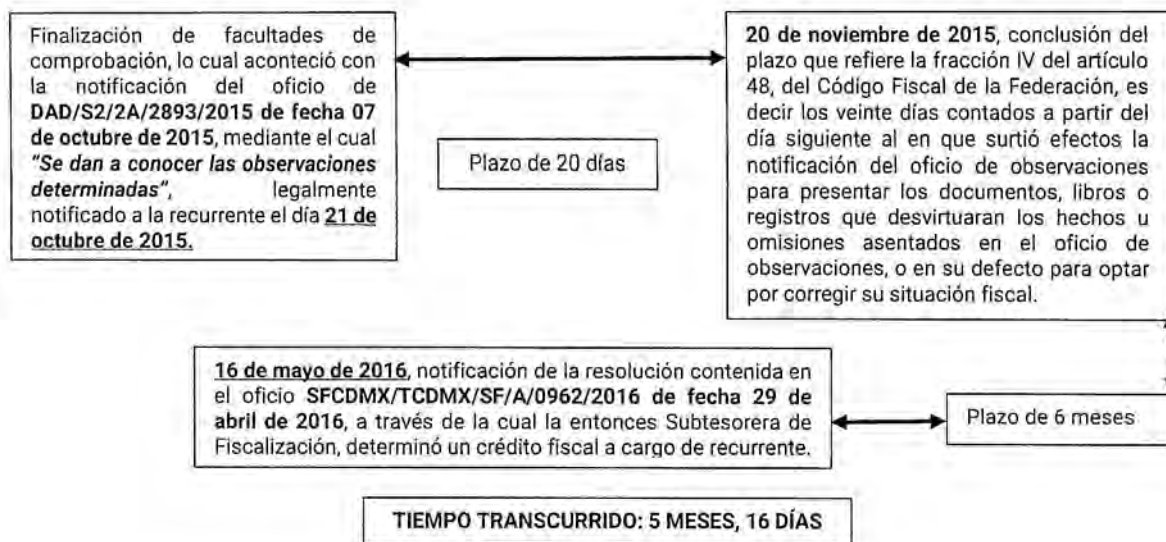 Finalización de facultades de
comprobación, lo cual aconteció con
la notificación del oficio de
DAD/S2/2A/2893/2015 de fecha 07
de octubre de 2015, mediante el cual
"Se dan a conocer las observaciones
determinadas", legalmente
notificado a la recurrente el día 21 de
octubre de 2015.
Plazo de 20 días
20 de noviembre de 2015, conclusión del
plazo que refiere la fracción IV del artículo
48, del Código Fiscal de la Federación, es
decir los veinte días contados a partir del
día siguiente al en que surtió efectos la
notificación del oficio de observaciones
para presentar los documentos, libros o
registros que desvirtuaran los hechos u
omisiones asentados en el oficio de
observaciones, o en su defecto para optar
por corregir su situación fiscal.
16 de mayo de 2016, notificación de la resolución contenida en
el oficio SFCDMX/TCDMX/SF/A/0962/2016 de fecha 29 de
abril de 2016, a través de la cual la entonces Subtesorera de
Fiscalización, determinó un crédito fiscal a cargo de recurrente.
Plazo de 6 meses
TIEMPO TRANSCURRIDO: 5 MESES, 16 DÍAS